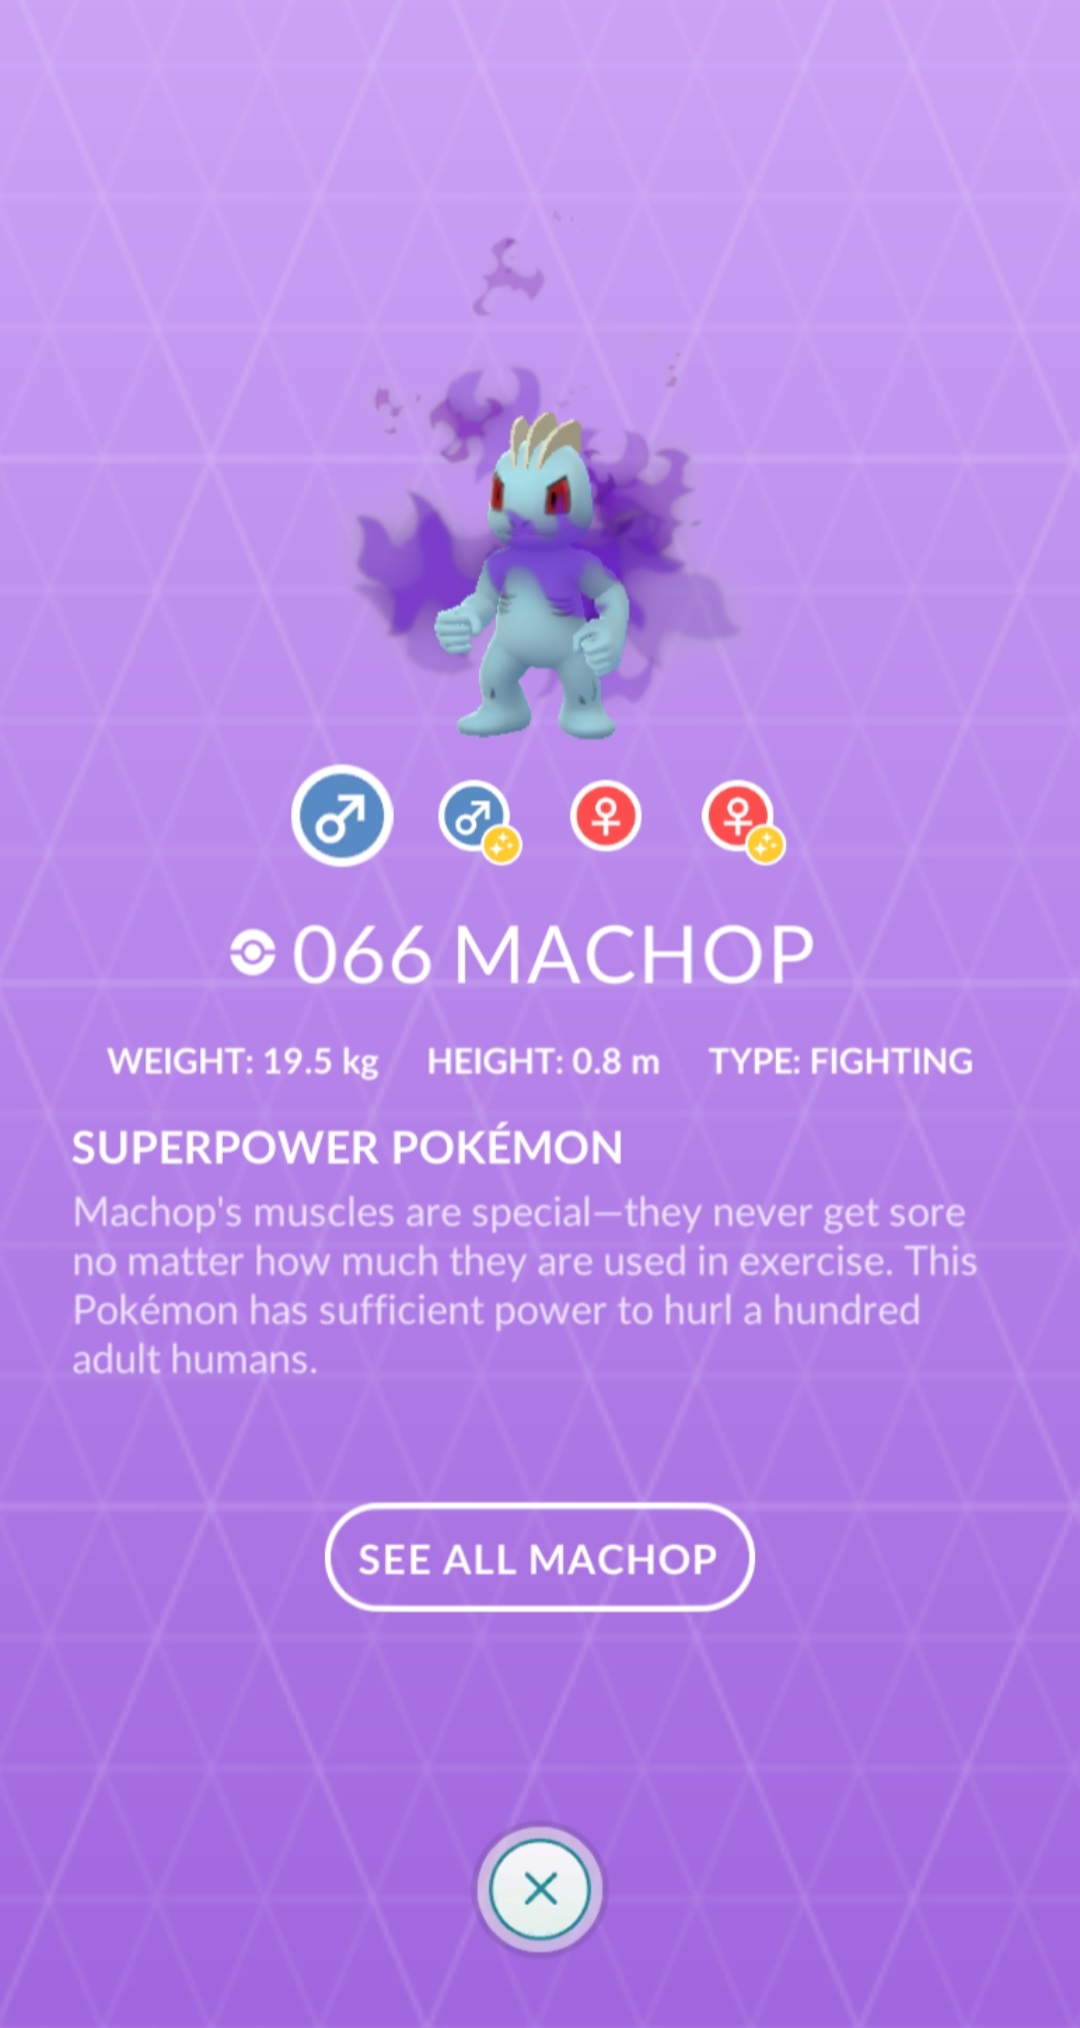 066 MACHOP
WEIGHT: 19.5 kg HEIGHT: 0.8 m TYPE: FIGHTING
SUPERPOWER POKÉMON
Machop's muscles are special—they never get sore
no matter how much they are used in exercise. This
Pokémon has sufficient power to hurl a hundred
adult humans.
SEE ALL MACHOP